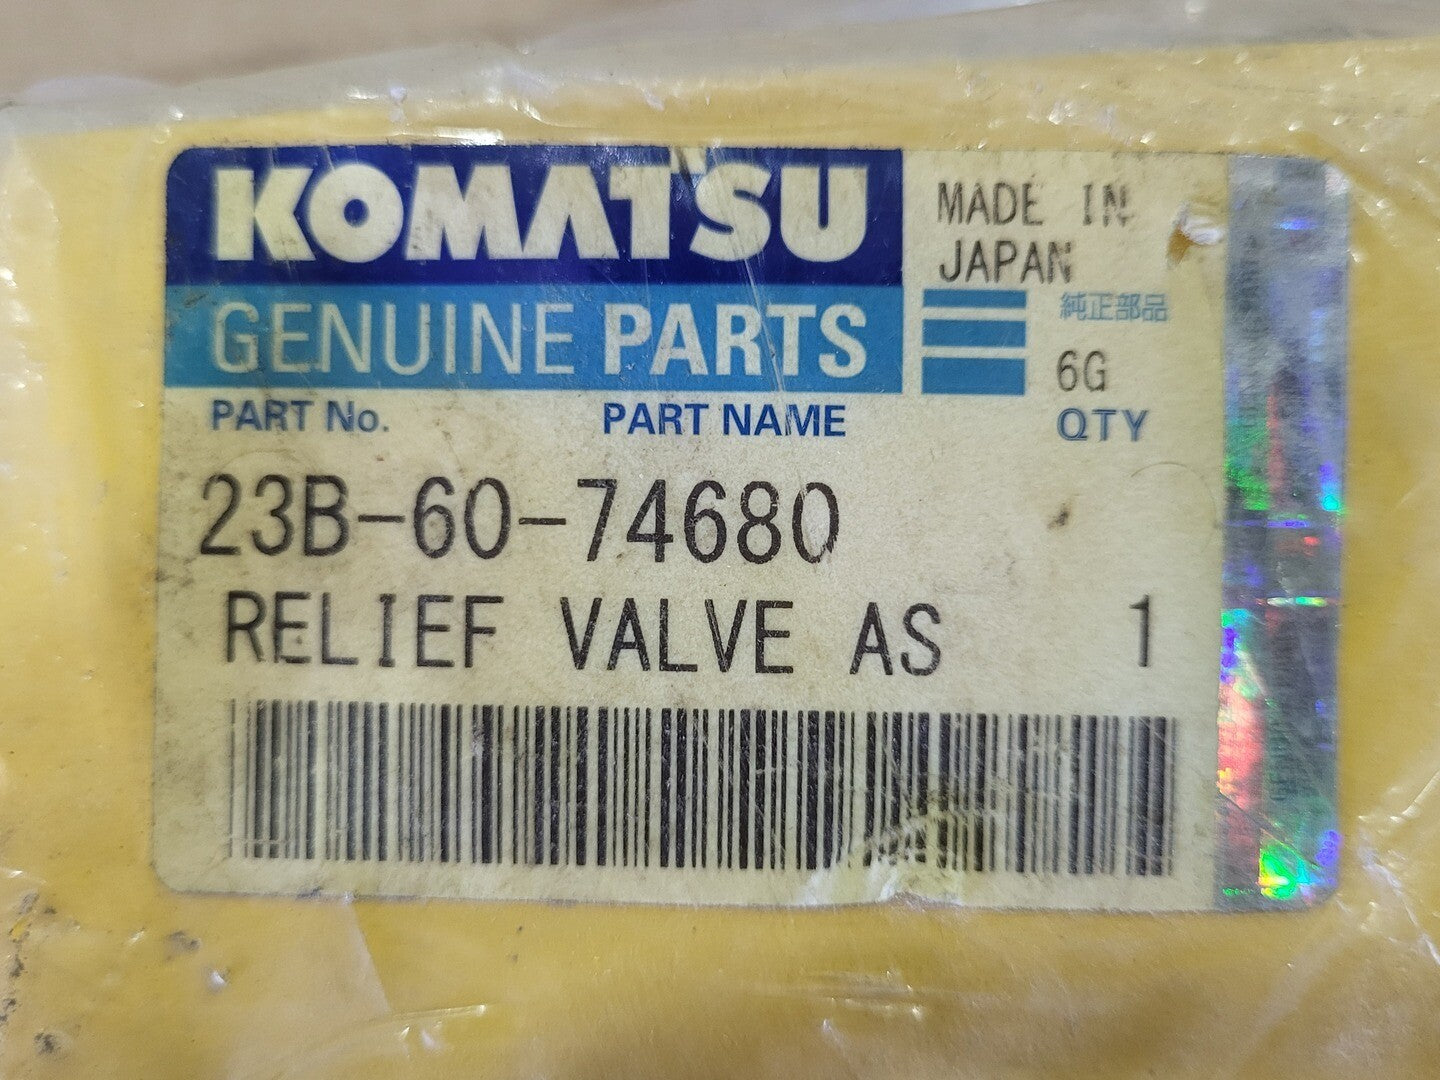 KOMATSU
GENUINE PARTS
MADE IN
JAPAN
純正部品
6G
PART No.
PART NAME
QTY
23B-60-74680
RELIEF VALVE AS
1